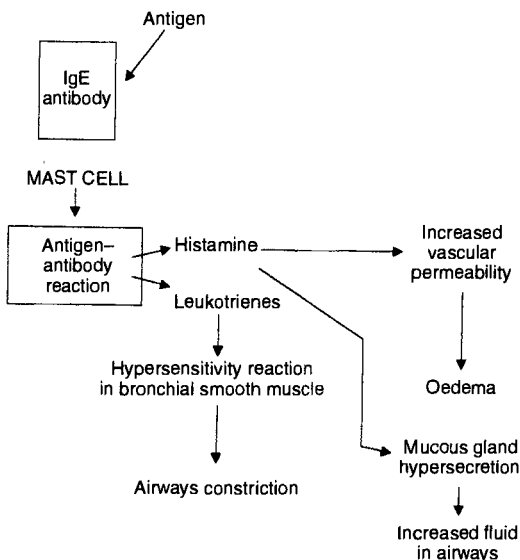 Antigen
IgE
antibody
MAST CELL
Antigen–
antibody
reaction
Histamine
Leukotrienes
Increased
vascular
permeability
Hypersensitivity reaction
in bronchial smooth muscle
Oedema
Airways constriction
Mucous gland
hypersecretion
Increased fluid
in airways